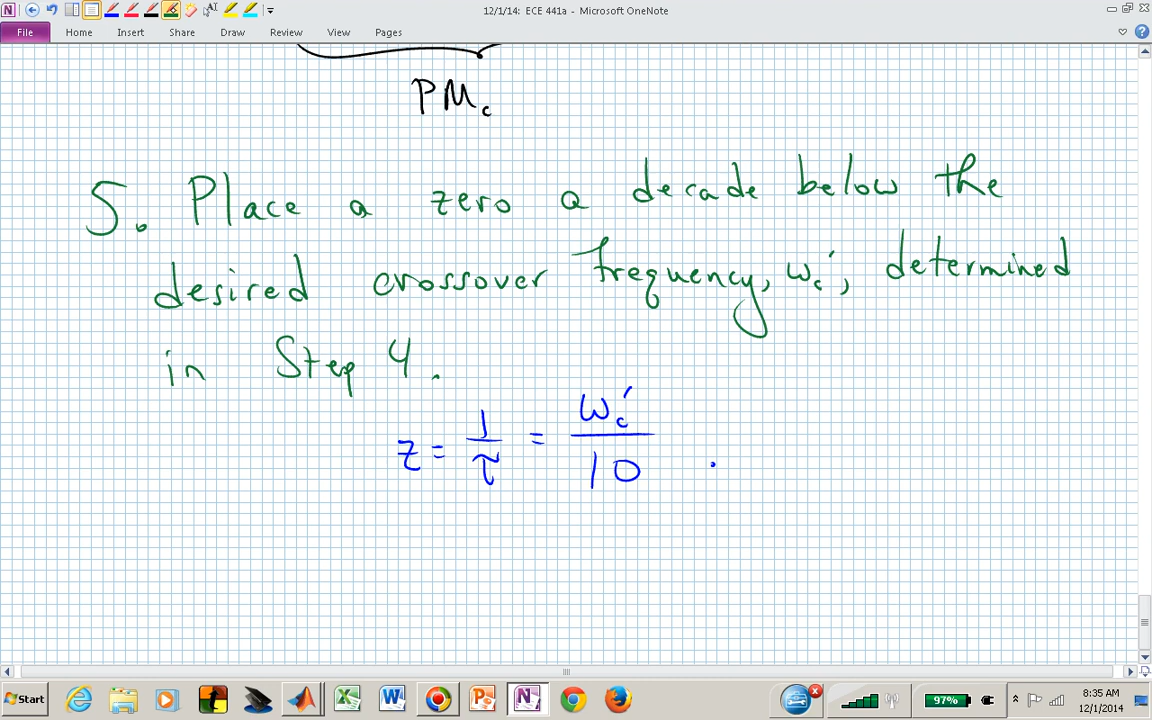 12/1/14: ECE 441a - Microsoft OneNote
File Home Insert Share Draw Review View Pages
PMc
5. Place a zero a decade below the
desired crossover frequency, ωc', determined
in Step 4.
z = 1/τ = ωc'/10 .
Start 97% 8:35 AM
12/1/2014